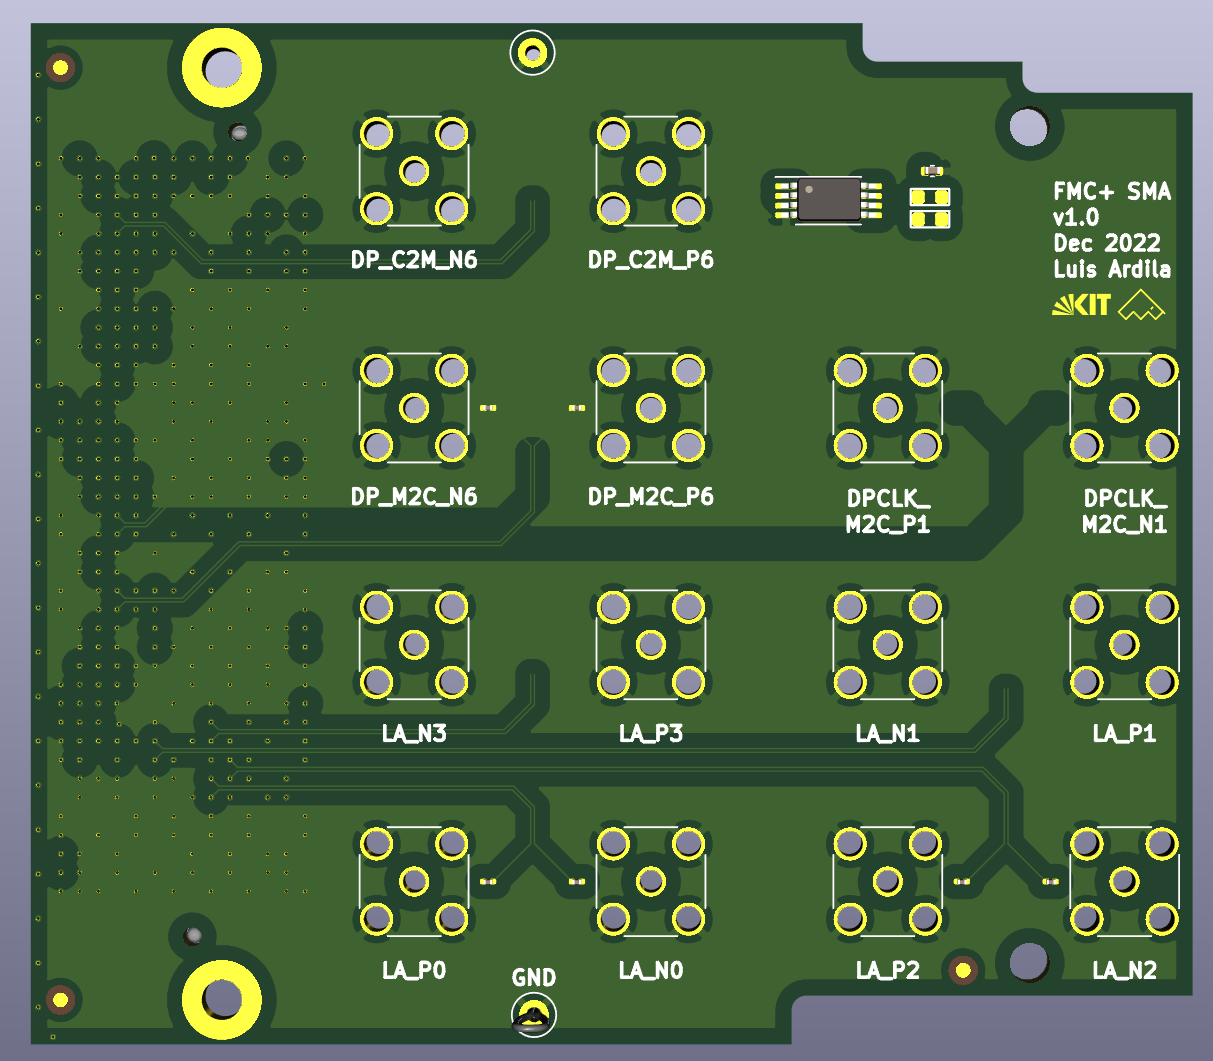 FMC+ SMA
v1.0
Dec 2022
Luis Ardila
KIT
DP_C2M_N6
DP_C2M_P6
DP_M2C_N6
DP_M2C_P6
DPCLK_
M2C_P1
DPCLK_
M2C_N1
LA_N3
LA_P3
LA_N1
LA_P1
LA_P0
LA_N0
LA_P2
LA_N2
GND